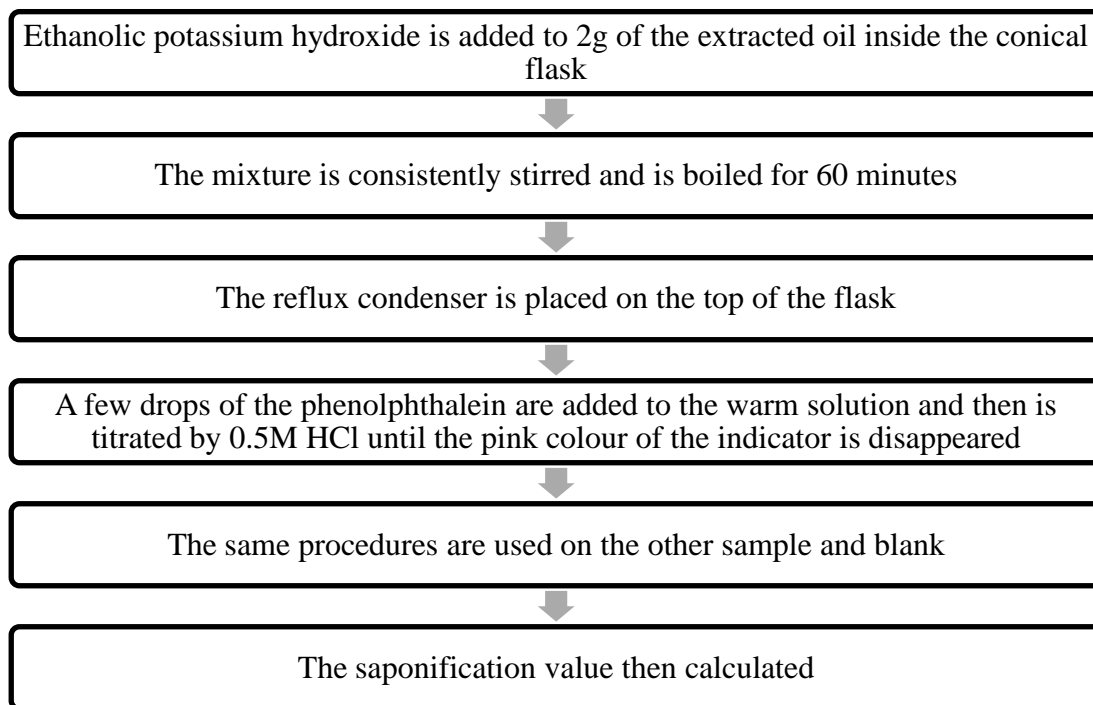 Ethanolic potassium hydroxide is added to 2g of the extracted oil inside the conical
flask
The mixture is consistently stirred and is boiled for 60 minutes
The reflux condenser is placed on the top of the flask
A few drops of the phenolphthalein are added to the warm solution and then is
titrated by 0.5M HCl until the pink colour of the indicator is disappeared
The same procedures are used on the other sample and blank
The saponification value then calculated